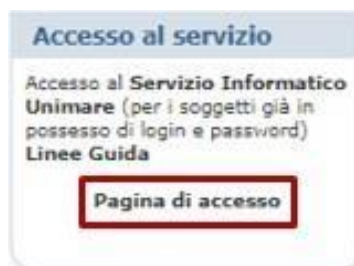 Accesso al servizio
Accesso al Servizio Informatico
Unimare (per i soggetti già in
possesso di login e password)
Linee Guida
Pagina di accesso